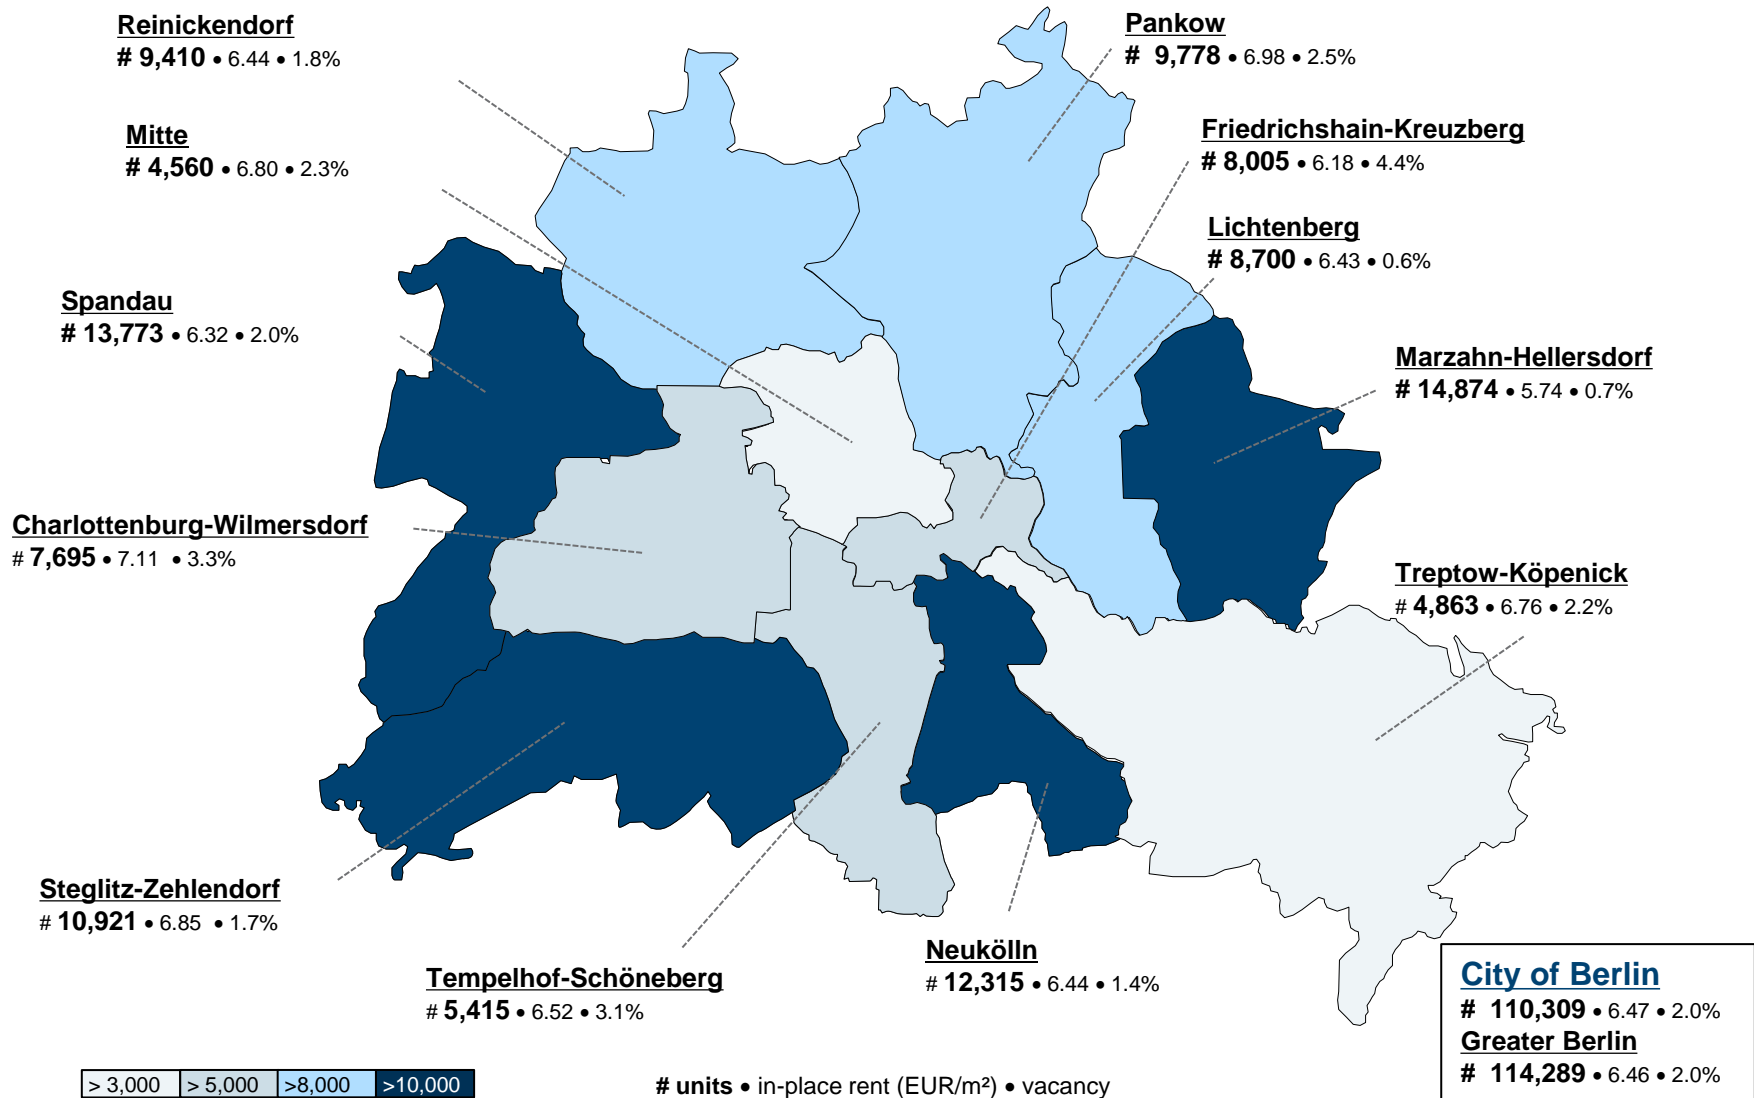 Reinickendorf
# 9,410 • 6.44 • 1.8%
Pankow
# 9,778 • 6.98 • 2.5%
Mitte
# 4,560 • 6.80 • 2.3%
Friedrichshain-Kreuzberg
# 8,005 • 6.18 • 4.4%
Lichtenberg
# 8,700 • 6.43 • 0.6%
Spandau
# 13,773 • 6.32 • 2.0%
Marzahn-Hellersdorf
# 14,874 • 5.74 • 0.7%
Charlottenburg-Wilmersdorf
# 7,695 • 7.11 • 3.3%
Treptow-Köpenick
# 4,863 • 6.76 • 2.2%
Steglitz-Zehlendorf
# 10,921 • 6.85 • 1.7%
Tempelhof-Schöneberg
# 5,415 • 6.52 • 3.1%
Neukölln
# 12,315 • 6.44 • 1.4%
City of Berlin
# 110,309 • 6.47 • 2.0%
Greater Berlin
# 114,289 • 6.46 • 2.0%
> 3,000 > 5,000 >8,000 >10,000
# units • in-place rent (EUR/m²) • vacancy